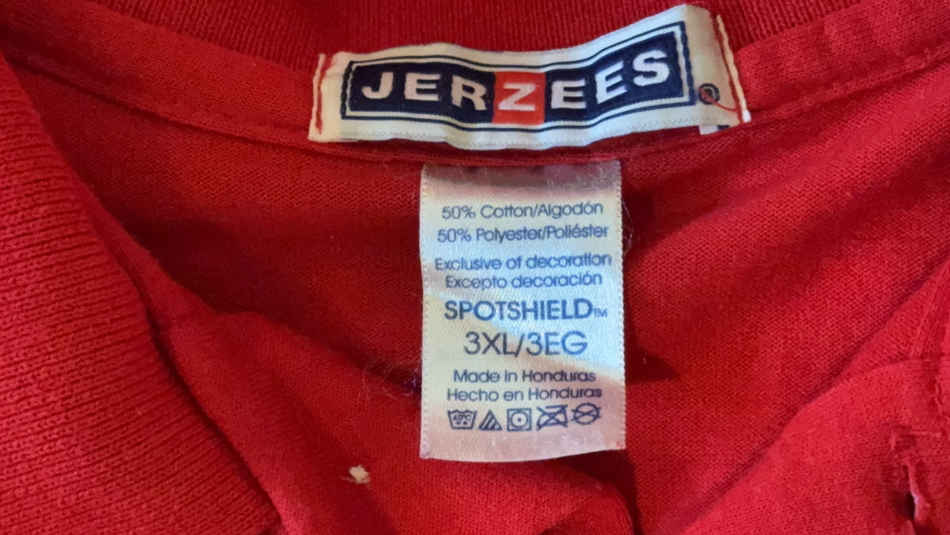 JERZEES
50% Cotton/Algodón
50% Polyester/Poliéster
Exclusive of decoration
Excepto decoración
SPOTSHIELD™
3XL/3EG
Made in Honduras
Hecho en Honduras